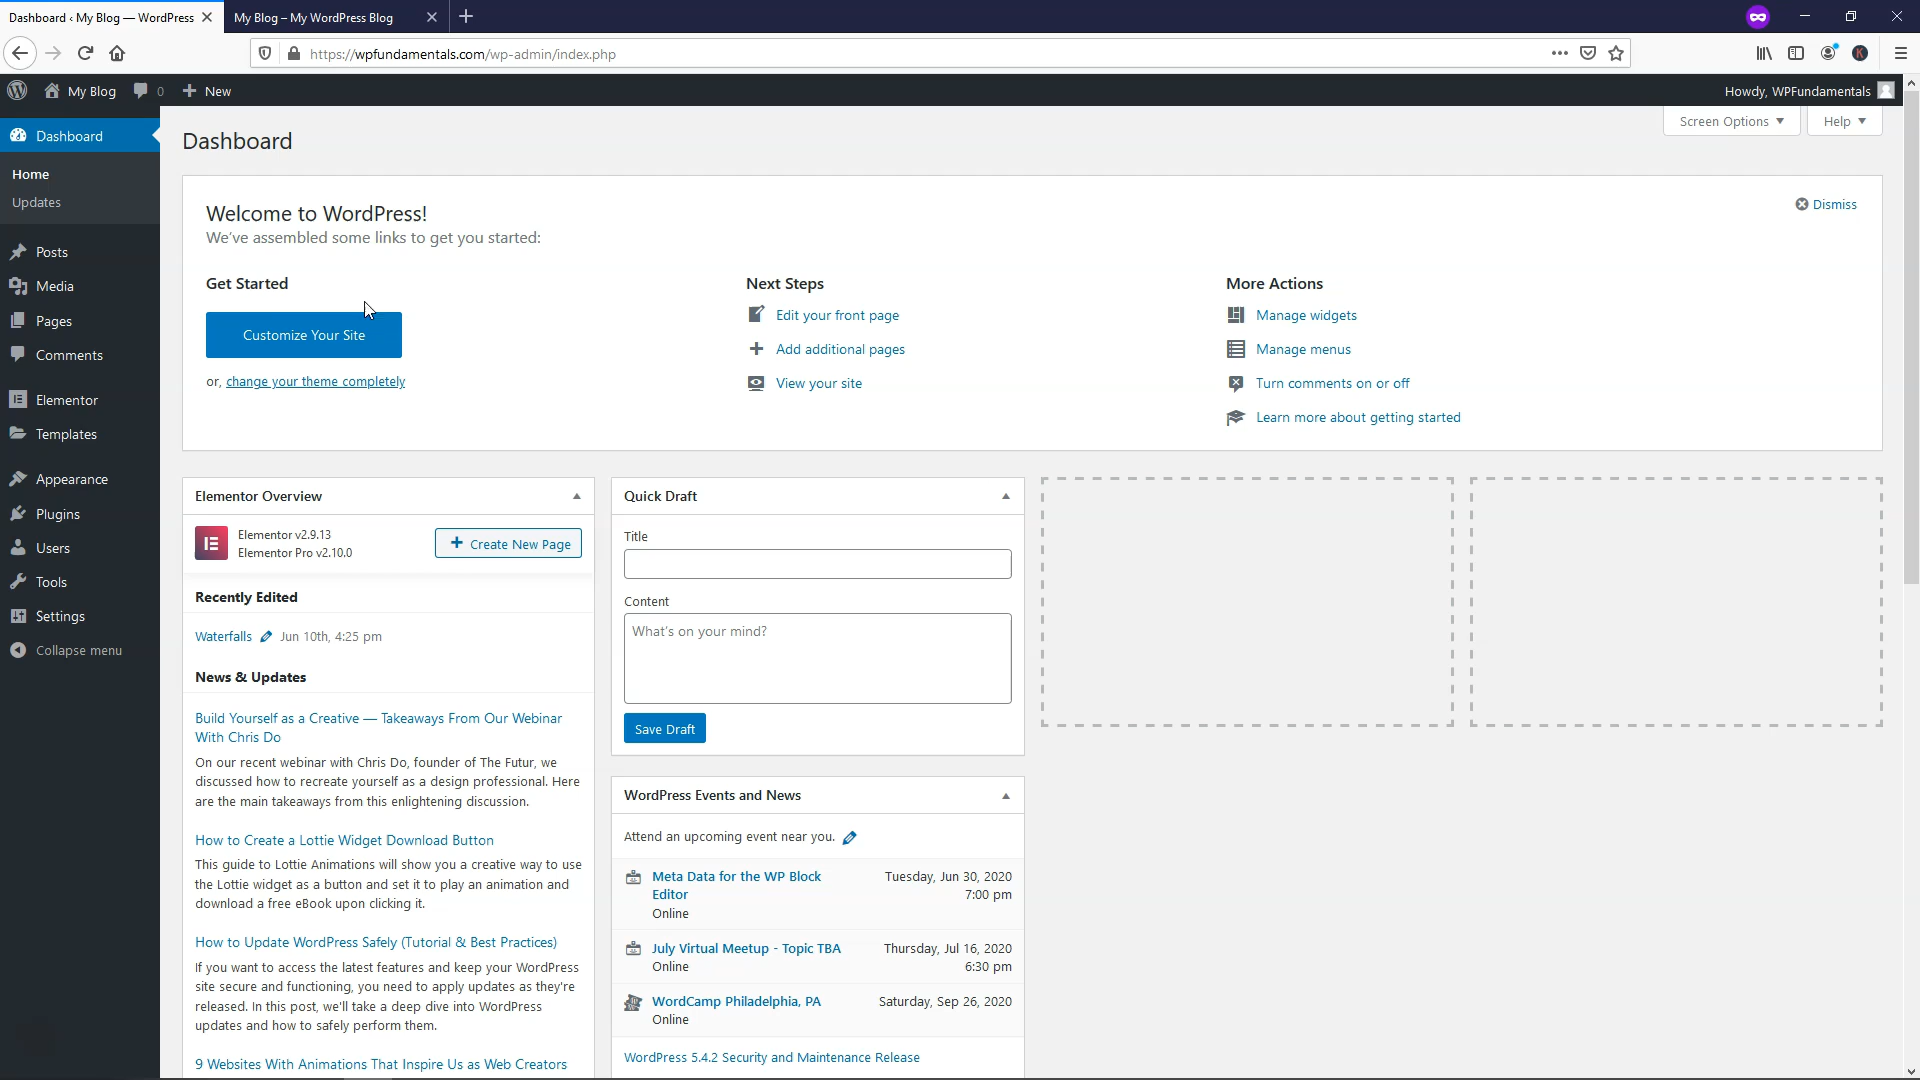 Dashboard ‹ My Blog — WordPress
My Blog – My WordPress Blog
https://wpfundamentals.com/wp-admin/index.php
My Blog
0
New
Howdy, WPFundamentals
Dashboard
Home
Updates
Posts
Media
Pages
Comments
Elementor
Templates
Appearance
Plugins
Users
Tools
Settings
Collapse menu
Dashboard
Screen Options
Help
Welcome to WordPress!
Dismiss
We've assembled some links to get you started:
Get Started
Customize Your Site
or, change your theme completely
Next Steps
Edit your front page
Add additional pages
View your site
More Actions
Manage widgets
Manage menus
Turn comments on or off
Learn more about getting started
Elementor Overview
Elementor v2.9.13
Elementor Pro v2.10.0
Create New Page
Recently Edited
Waterfalls Jun 10th, 4:25 pm
News & Updates
Build Yourself as a Creative — Takeaways From Our Webinar
With Chris Do
On our recent webinar with Chris Do, founder of The Futur, we
discussed how to recreate yourself as a design professional. Here
are the main takeaways from this enlightening discussion.
How to Create a Lottie Widget Download Button
This guide to Lottie Animations will show you a creative way to use
the Lottie widget as a button and set it to play an animation and
download a free eBook upon clicking it.
How to Update WordPress Safely (Tutorial & Best Practices)
If you want to access the latest features and keep your WordPress
site secure and functioning, you need to apply updates as they're
released. In this post, we'll take a deep dive into WordPress
updates and how to safely perform them.
9 Websites With Animations That Inspire Us as Web Creators
Quick Draft
Title
Content
What's on your mind?
Save Draft
WordPress Events and News
Attend an upcoming event near you.
Meta Data for the WP Block Tuesday, Jun 30, 2020
Editor 7:00 pm
Online
July Virtual Meetup - Topic TBA Thursday, Jul 16, 2020
Online 6:30 pm
WordCamp Philadelphia, PA Saturday, Sep 26, 2020
Online
WordPress 5.4.2 Security and Maintenance Release